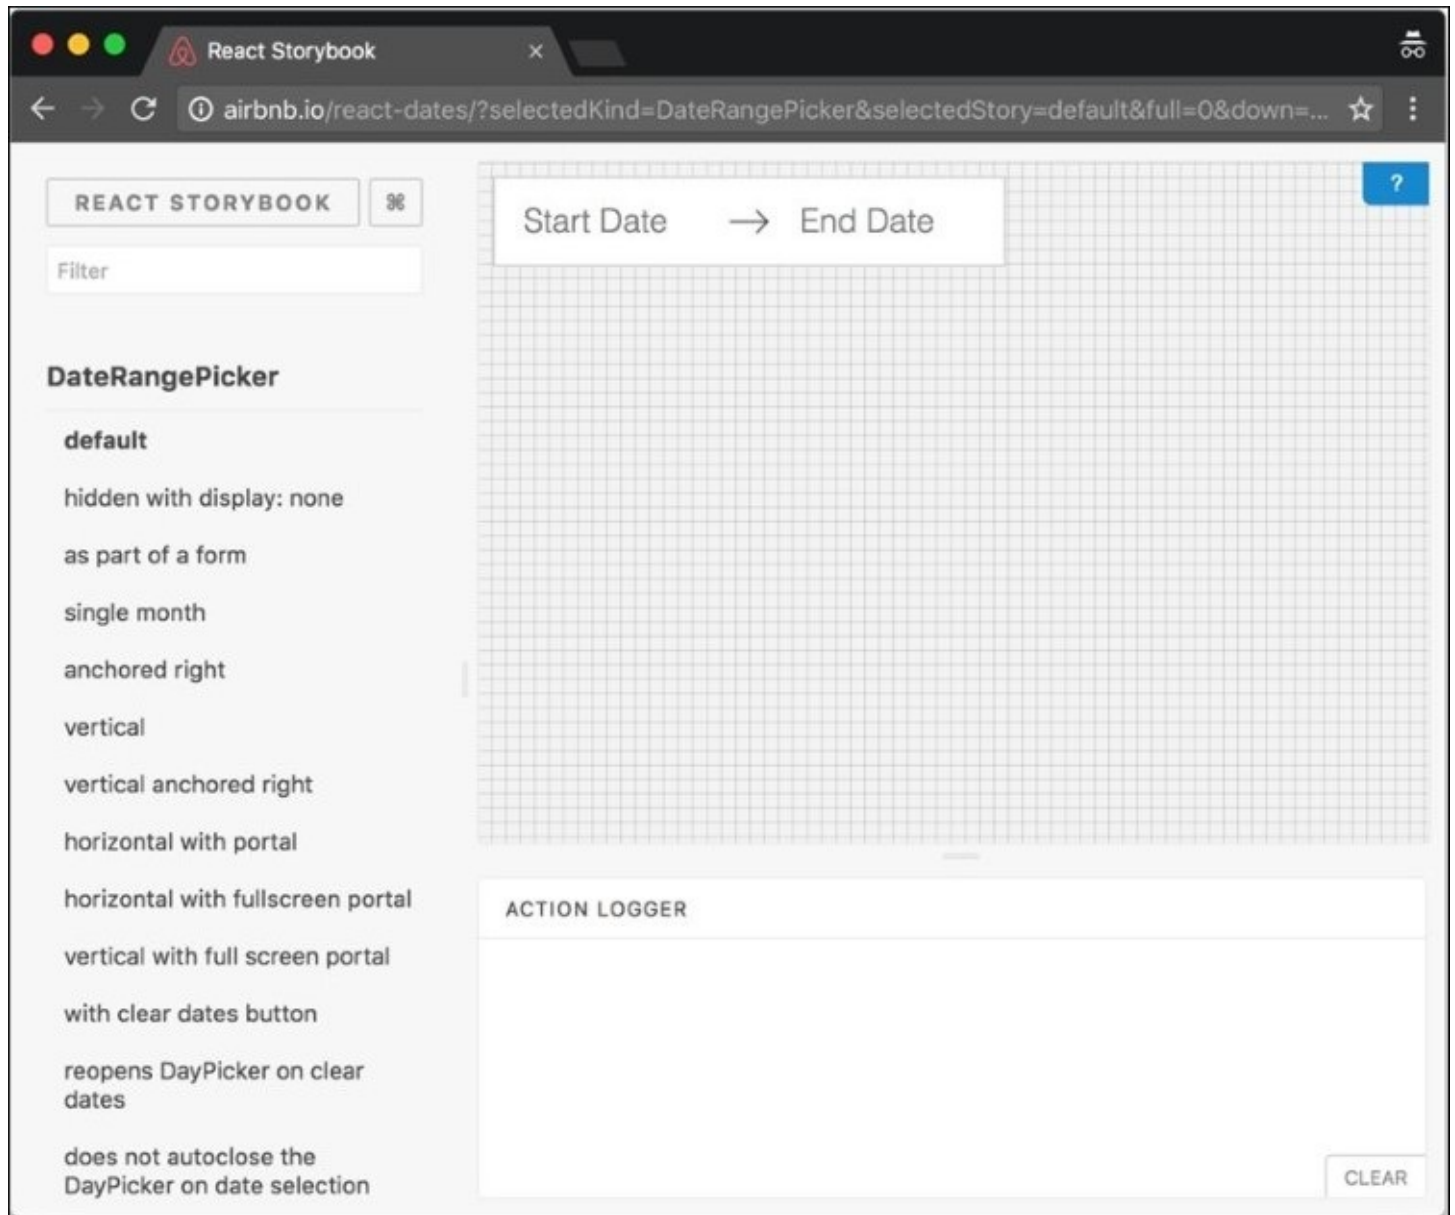 React Storybook
airbnb.io/react-dates/?selectedKind=DateRangePicker&selectedStory=default&full=0&down=...
REACT STORYBOOK ⌘
Filter
DateRangePicker
default
hidden with display: none
as part of a form
single month
anchored right
vertical
vertical anchored right
horizontal with portal
horizontal with fullscreen portal
vertical with full screen portal
with clear dates button
reopens DayPicker on clear
dates
does not autoclose the
DayPicker on date selection
Start Date → End Date
?
ACTION LOGGER
CLEAR